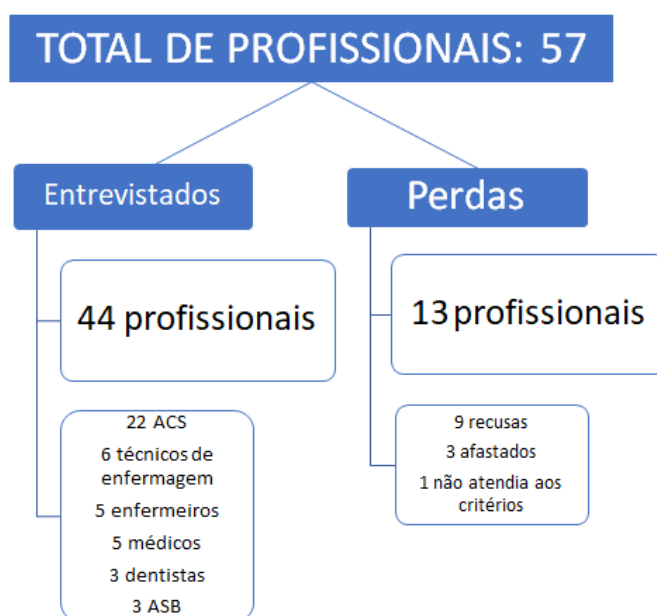 TOTAL DE PROFISSIONAIS: 57
Entrevistados
44 profissionais
22 ACS
6 técnicos de
enfermagem
5 enfermeiros
5 médicos
3 dentistas
3 ASB
Perdas
13 profissionais
9 recusas
3 afastados
1 não atendia aos
critérios